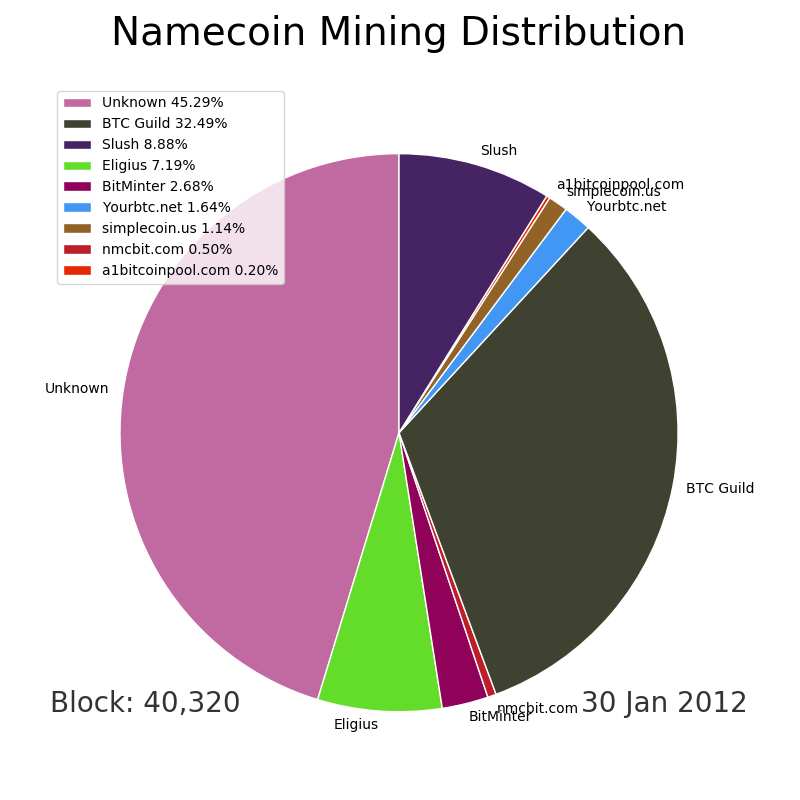 Namecoin Mining Distribution
Unknown 45.29%
BTC Guild 32.49%
Slush 8.88%
Eligius 7.19%
BitMinter 2.68%
Yourbtc.net 1.64%
simplecoin.us 1.14%
nmcbit.com 0.50%
a1bitcoinpool.com 0.20%
Slush
a1bitcoinpool.com
simplecoin.us
Yourbtc.net
Unknown
BTC Guild
Block: 40,320
30 Jan 2012
nmcbit.com
BitMinter
Eligius